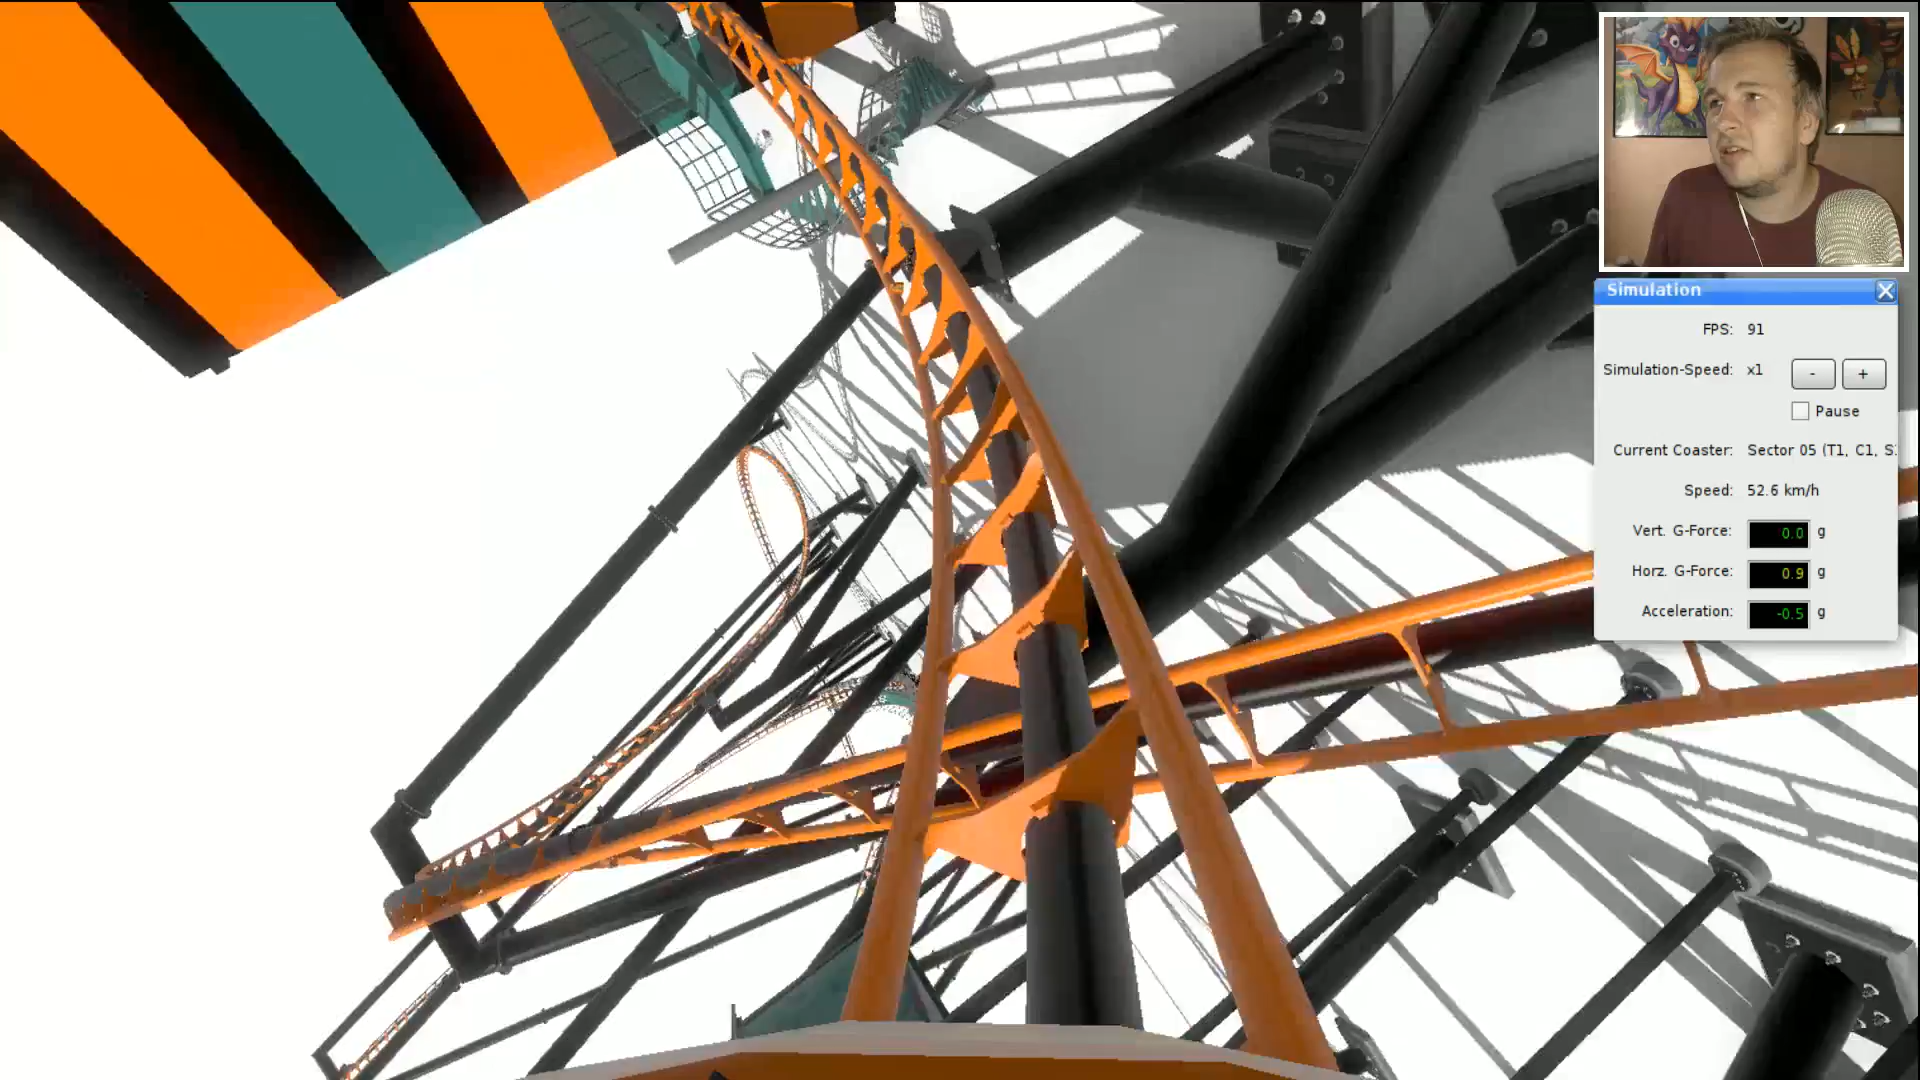 Simulation
FPS: 91
Simulation-Speed: x1 - +
Pause
Current Coaster: Sector 05 (T1, C1, S
Speed: 52.6 km/h
Vert. G-Force: 0.0 g
Horz. G-Force: 0.9 g
Acceleration: -0.5 g